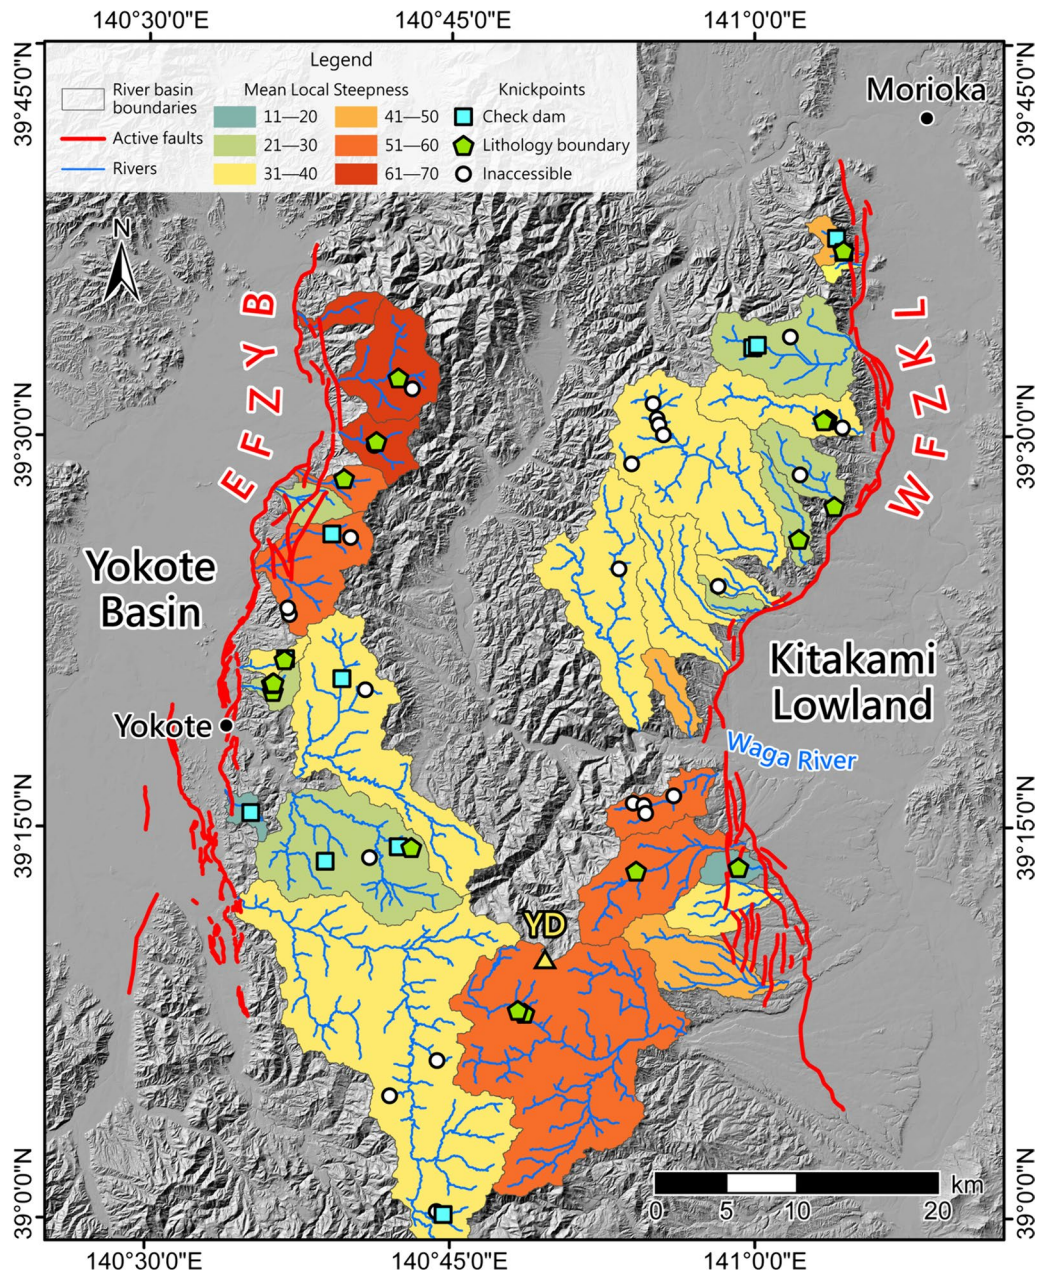 140°30'0"E
140°45'0"E
141°0'0"E
39°45'0"N
39°45'0"N
Legend
River basin
boundaries
Active faults
Rivers
Mean Local Steepness
11—20
21—30
31—40
41—50
51—60
61—70
Knickpoints
Check dam
Lithology boundary
Inaccessible
Morioka
N
EFZYB
WFZKL
39°30'0"N
39°30'0"N
Yokote
Basin
Kitakami
Lowland
Yokote
Waga River
39°15'0"N
39°15'0"N
YD
39°0'0"N
39°0'0"N
km
0
5
10
20
140°30'0"E
140°45'0"E
141°0'0"E